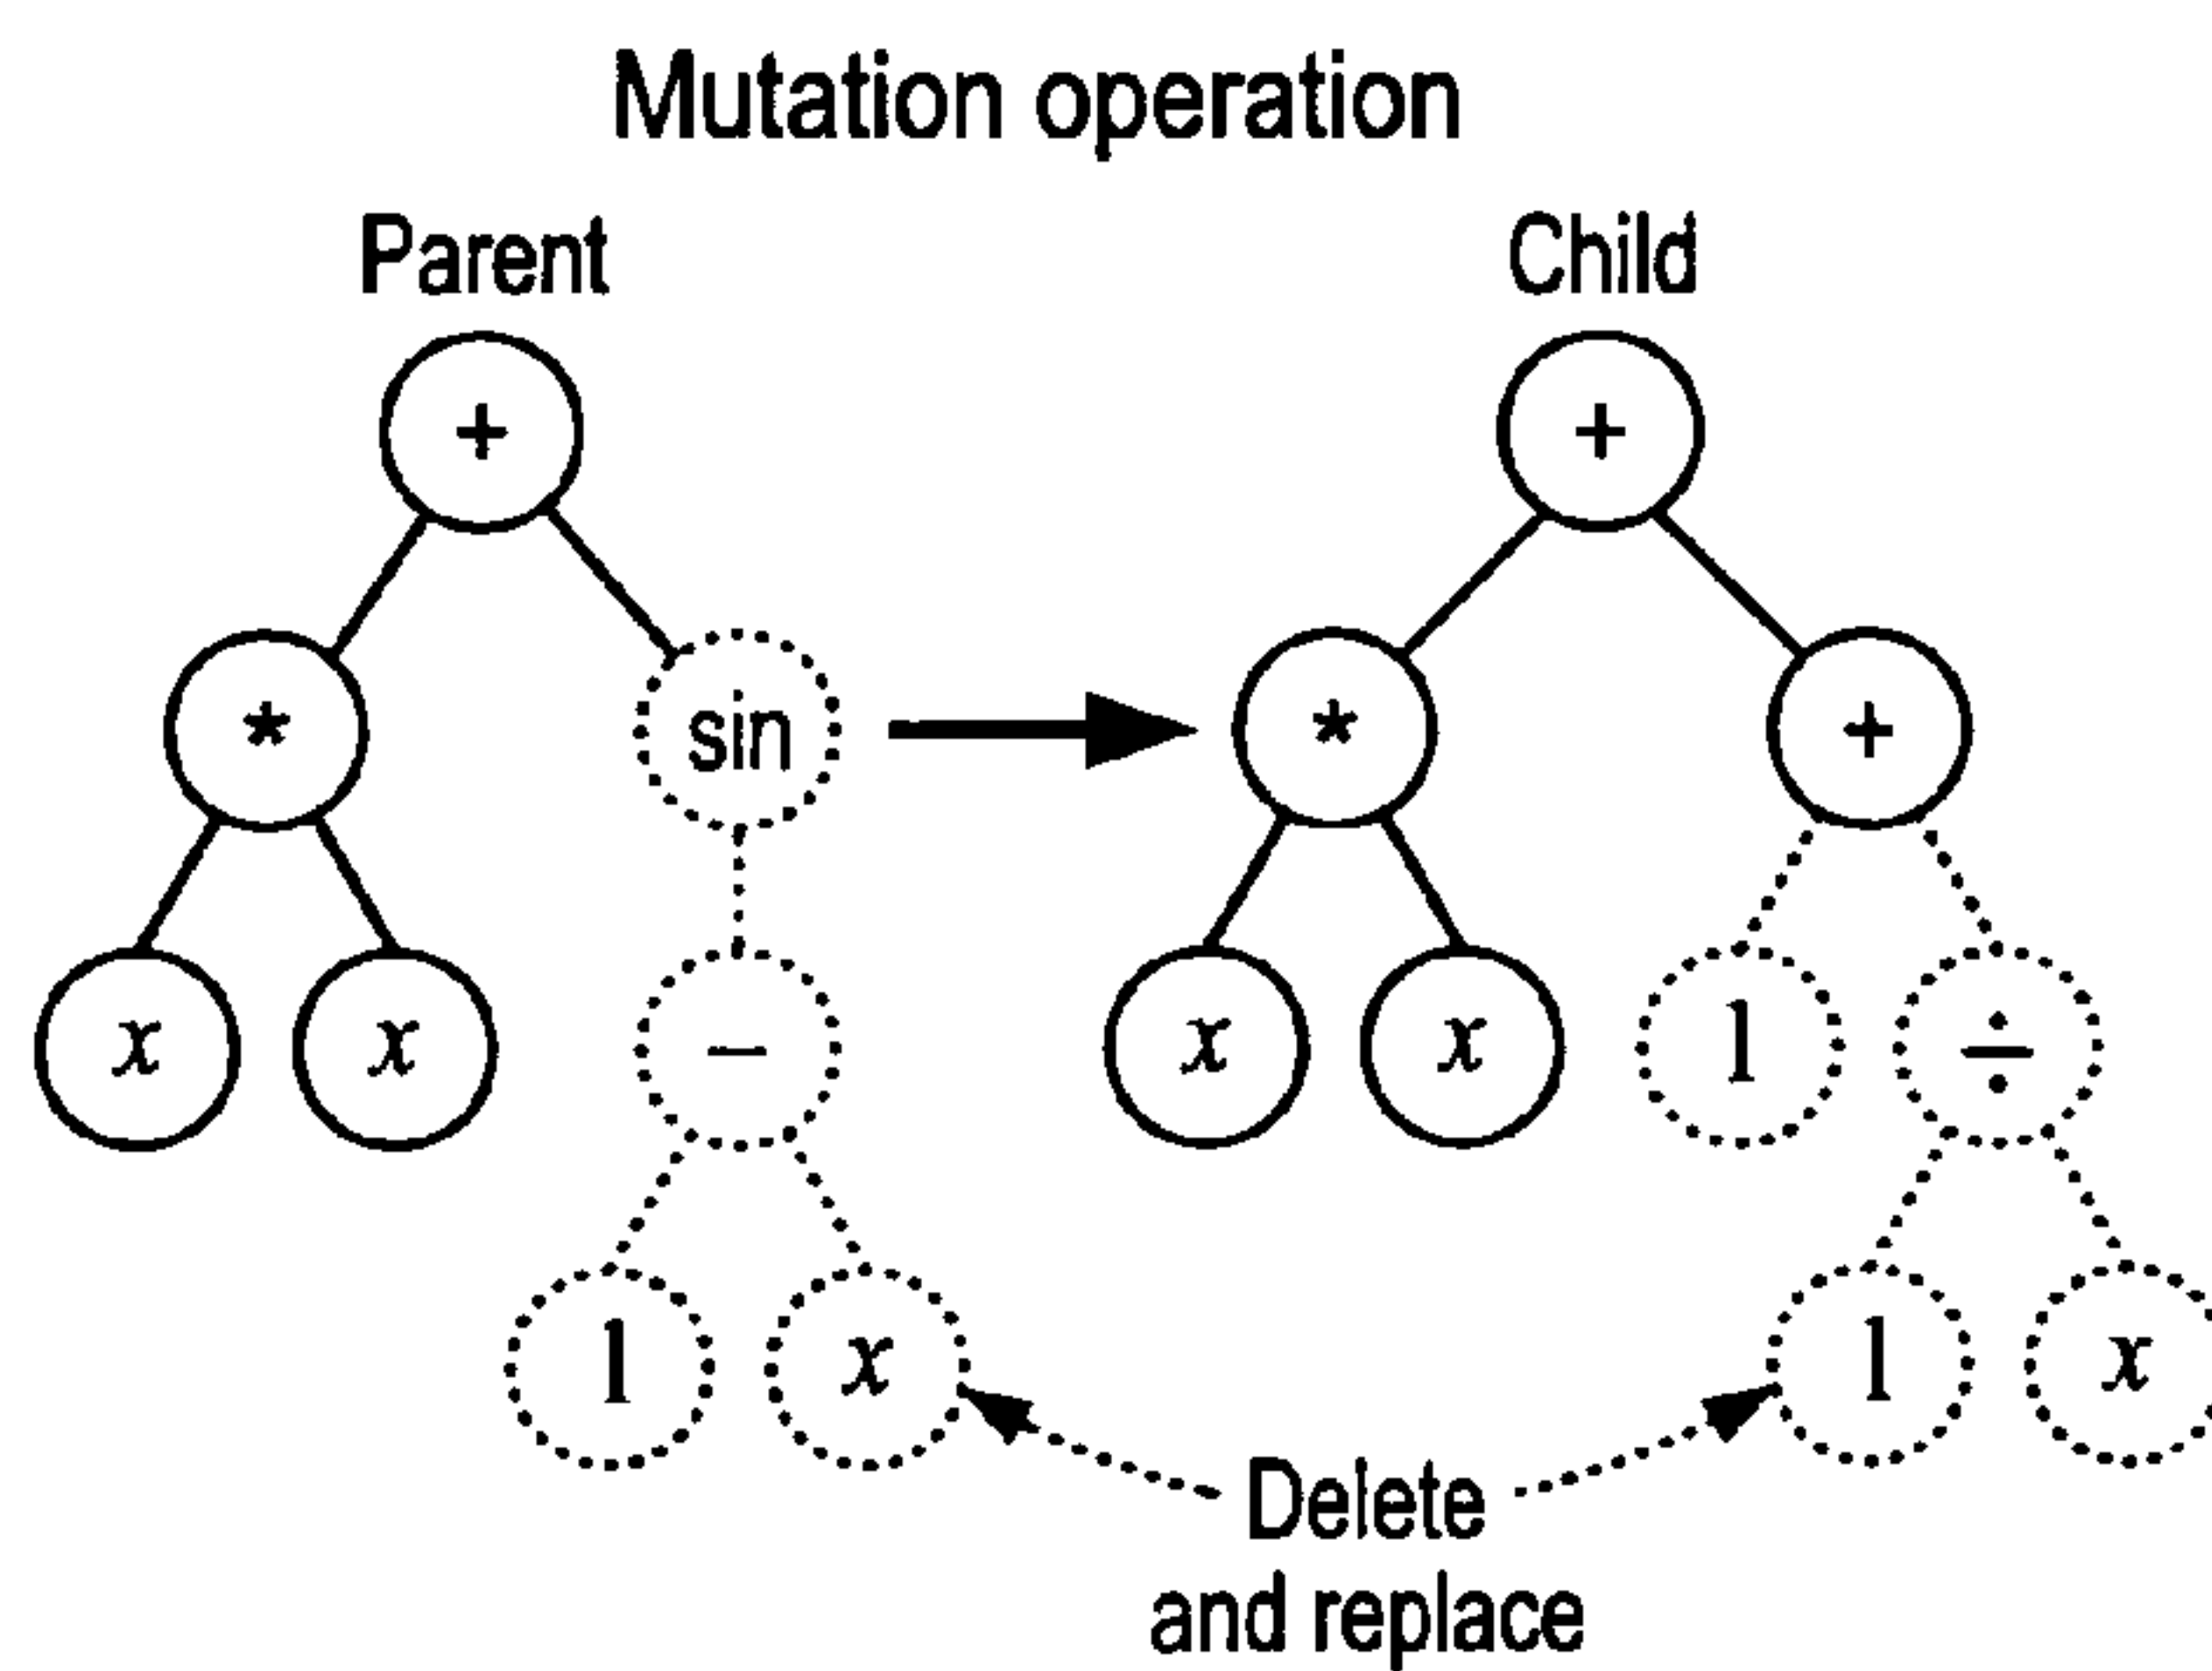 Mutation operation
Parent Child
+ +
* sin * +
x x − x x 1 ÷
1 x 1 x
Delete
and replace